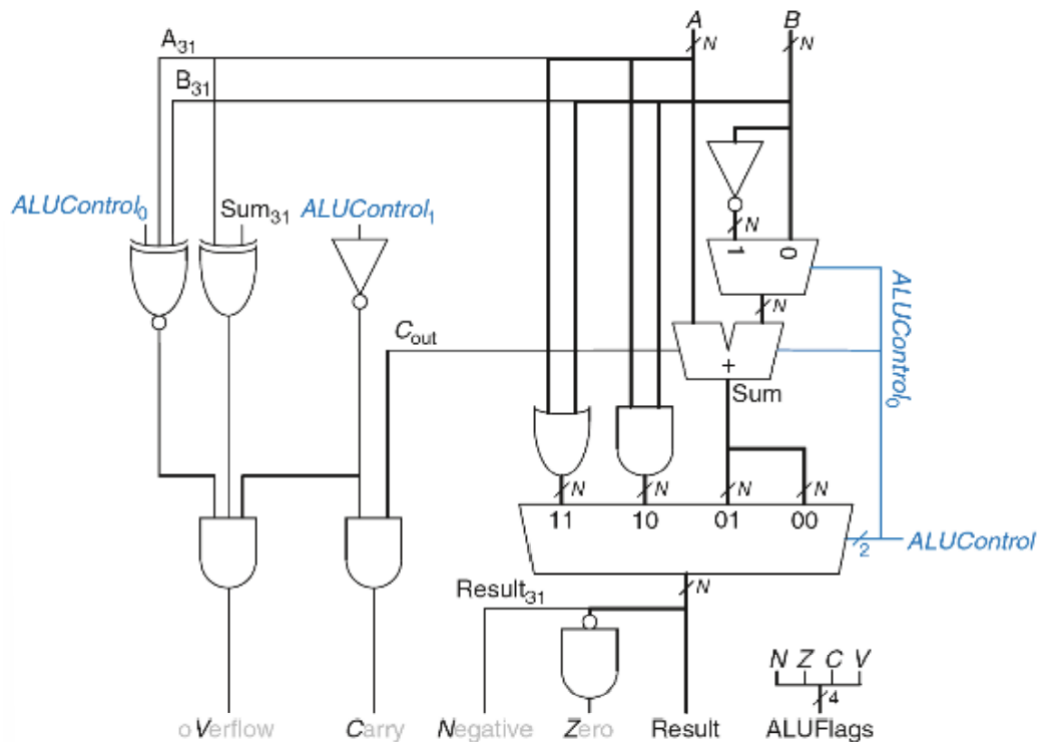 A B
A31 N N
B31
ALUControl0 Sum31 ALUControl1
N
1 0
ALUControl0
N
Cout
+
Sum
N N N N
11 10 01 00
2 ALUControl
Result31 N
N Z C V
4
oVerflow Carry Negative Zero Result ALUFlags